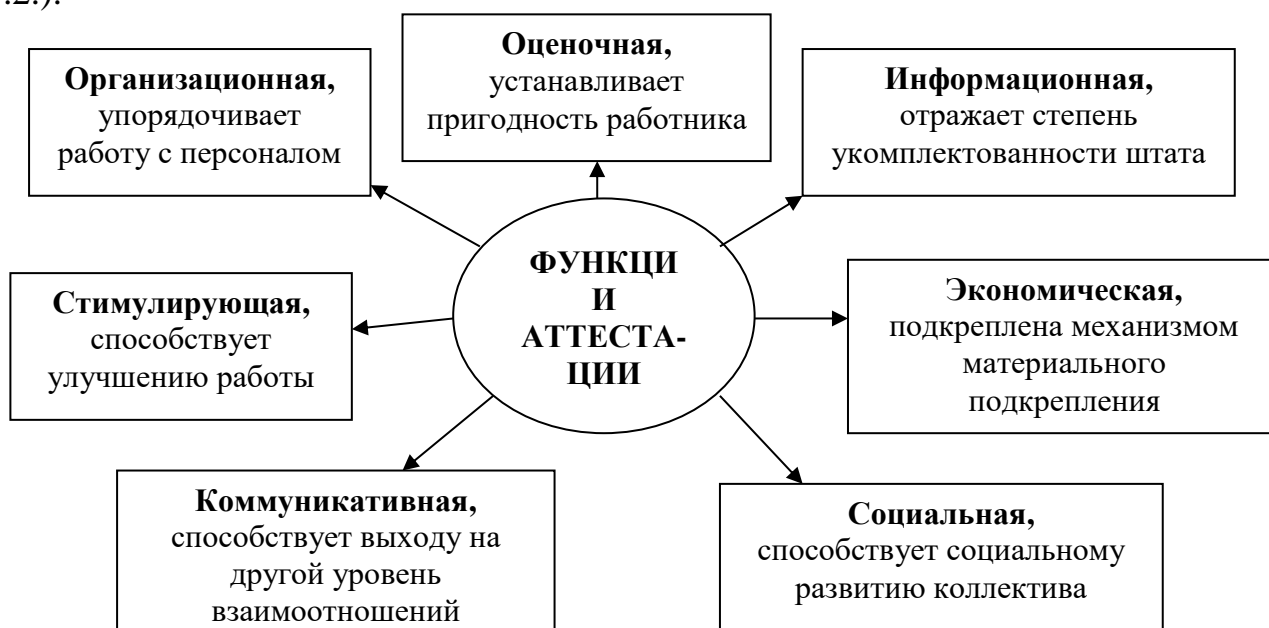 .2.).
Оценочная,
устанавливает
пригодность работника
Организационная,
упорядочивает
работу с персоналом
Информационная,
отражает степень
укомплектованности штата
ФУНКЦИ
И
АТТЕСТА-
ЦИИ
Стимулирующая,
способствует
улучшению работы
Экономическая,
подкреплена механизмом
материального
подкрепления
Коммуникативная,
способствует выходу на
другой уровень
взаимоотношений
Социальная,
способствует социальному
развитию коллектива